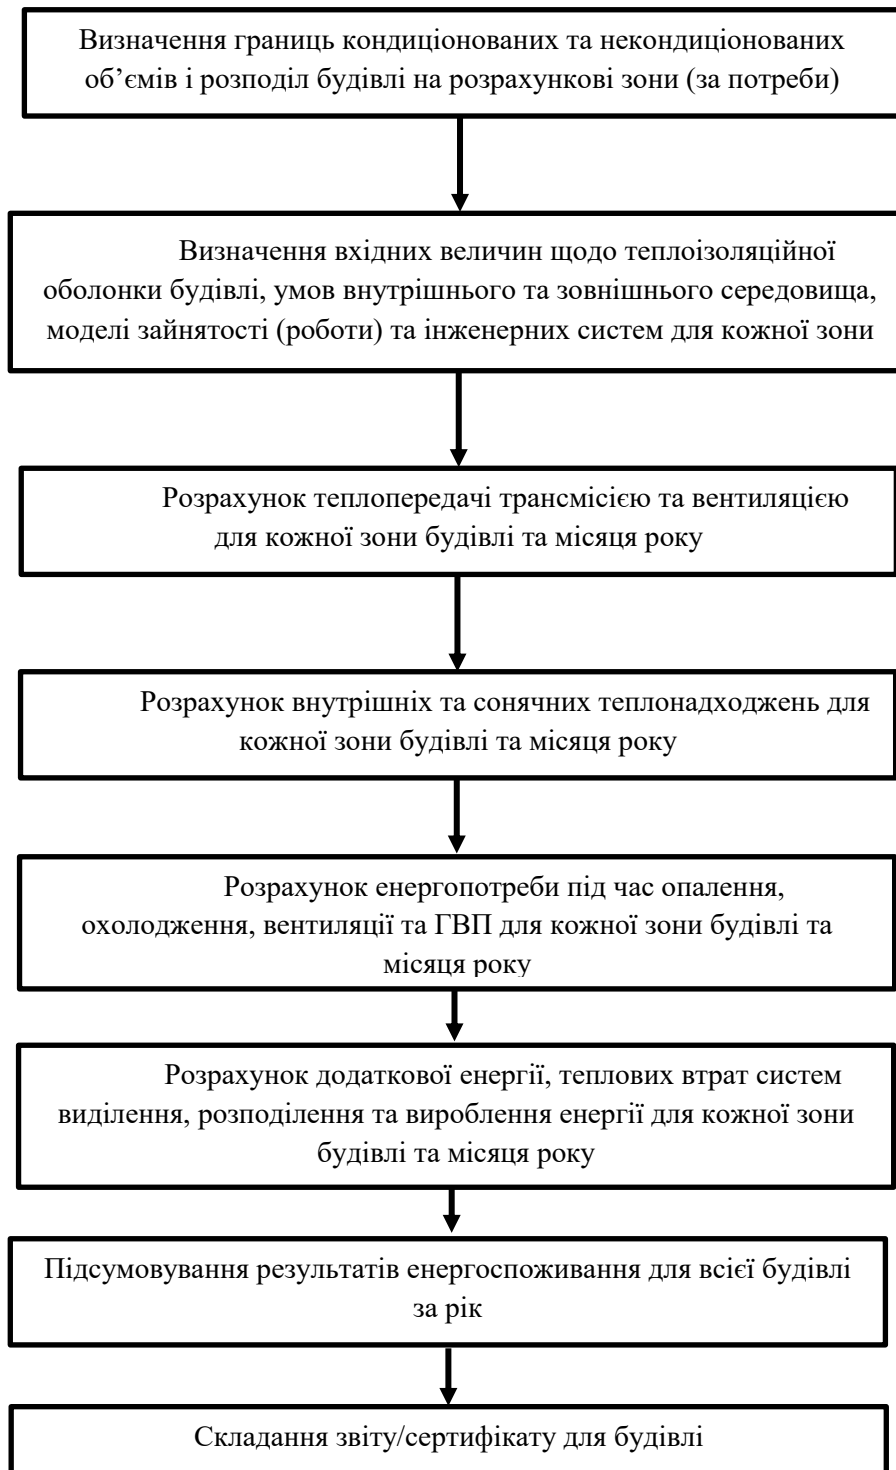 Визначення границь кондиціонованих та некондиціонованих
об’ємів і розподіл будівлі на розрахункові зони (за потреби)
Визначення вхідних величин щодо теплоізоляційної
оболонки будівлі, умов внутрішнього та зовнішнього середовища,
моделі зайнятості (роботи) та інженерних систем для кожної зони
Розрахунок теплопередачі трансмісією та вентиляцією
для кожної зони будівлі та місяця року
Розрахунок внутрішніх та сонячних теплонадходжень для
кожної зони будівлі та місяця року
Розрахунок енергопотреби під час опалення,
охолодження, вентиляції та ГВП для кожної зони будівлі та
місяця року
Розрахунок додаткової енергії, теплових втрат систем
виділення, розподілення та вироблення енергії для кожної зони
будівлі та місяця року
Підсумовування результатів енергоспоживання для всієї будівлі
за рік
Складання звіту/сертифікату для будівлі